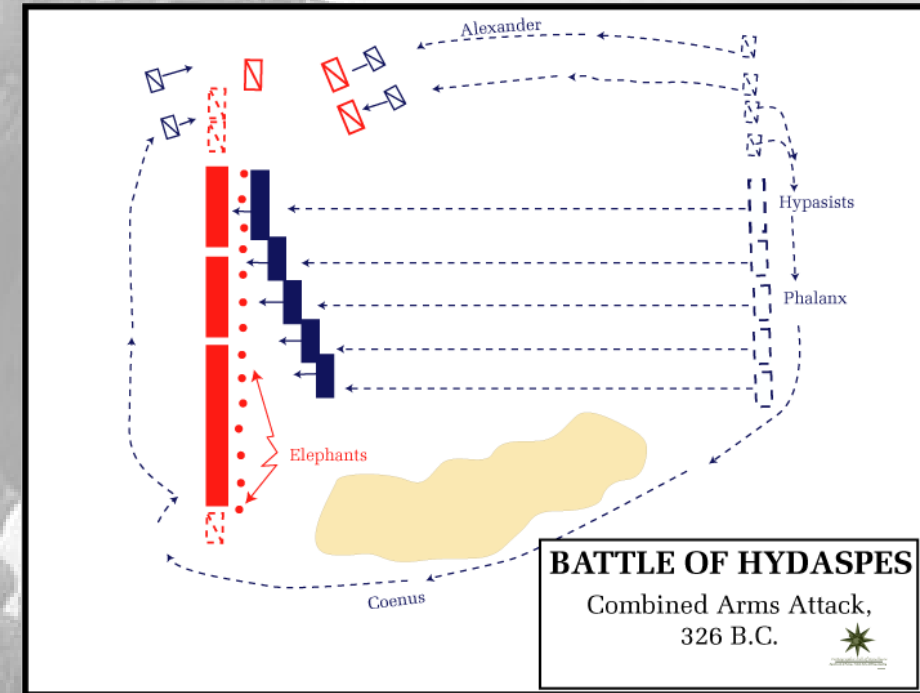 Alexander
Hypasists
Phalanx
Elephants
Coenus
BATTLE OF HYDASPES
Combined Arms Attack,
326 B.C.